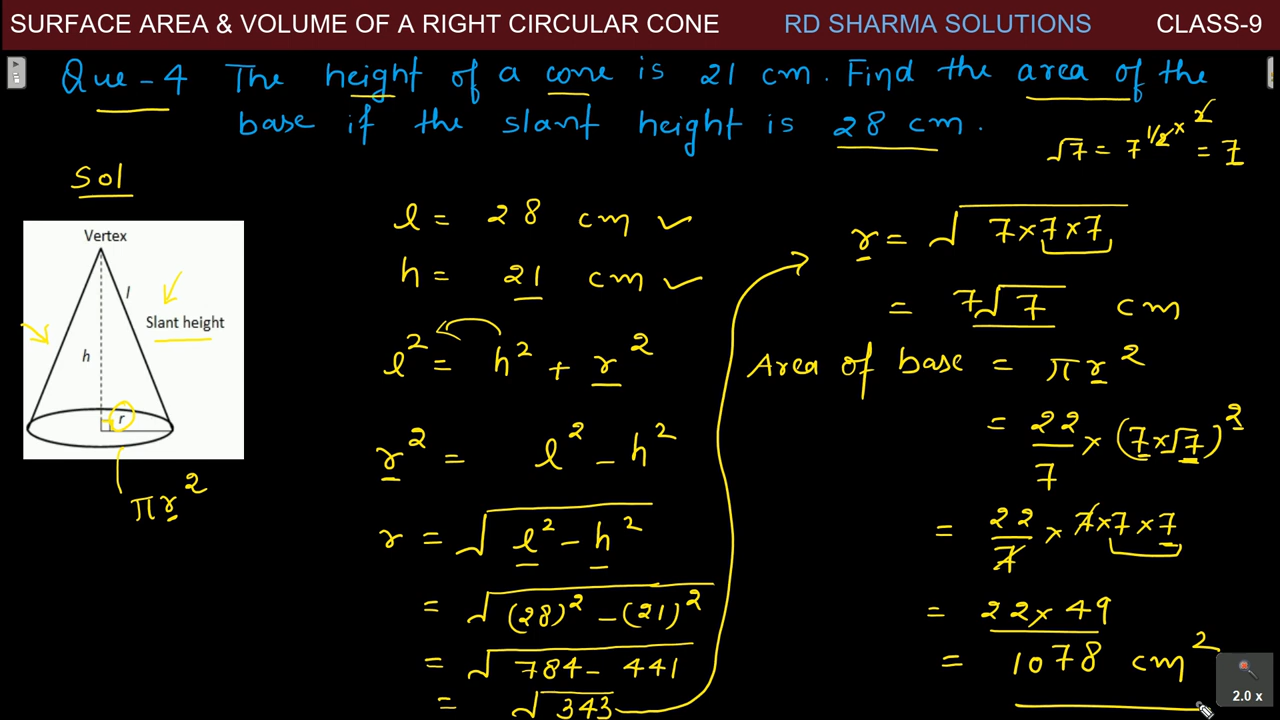 SURFACE AREA & VOLUME OF A RIGHT CIRCULAR CONE RD SHARMA SOLUTIONS CLASS-9
Que-4 The height of a cone is 21 cm. Find the area of the
base if the slant height is 28 cm.
√7 = 7^1/2 × 2 = 7
Sol
Vertex
l
Slant height
h
r
πr²
l = 28 cm ✓
h = 21 cm ✓
l² = h² + r²
r² = l² - h²
r = √(l² - h²)
= √((28)² - (21)²)
= √(784 - 441)
= √343
r = √(7×7×7)
= 7√7 cm
Area of base = πr²
= 22/7 × (7×√7)²
= 22/7 × 7×7×7
= 22×49
= 1078 cm²
2.0 x